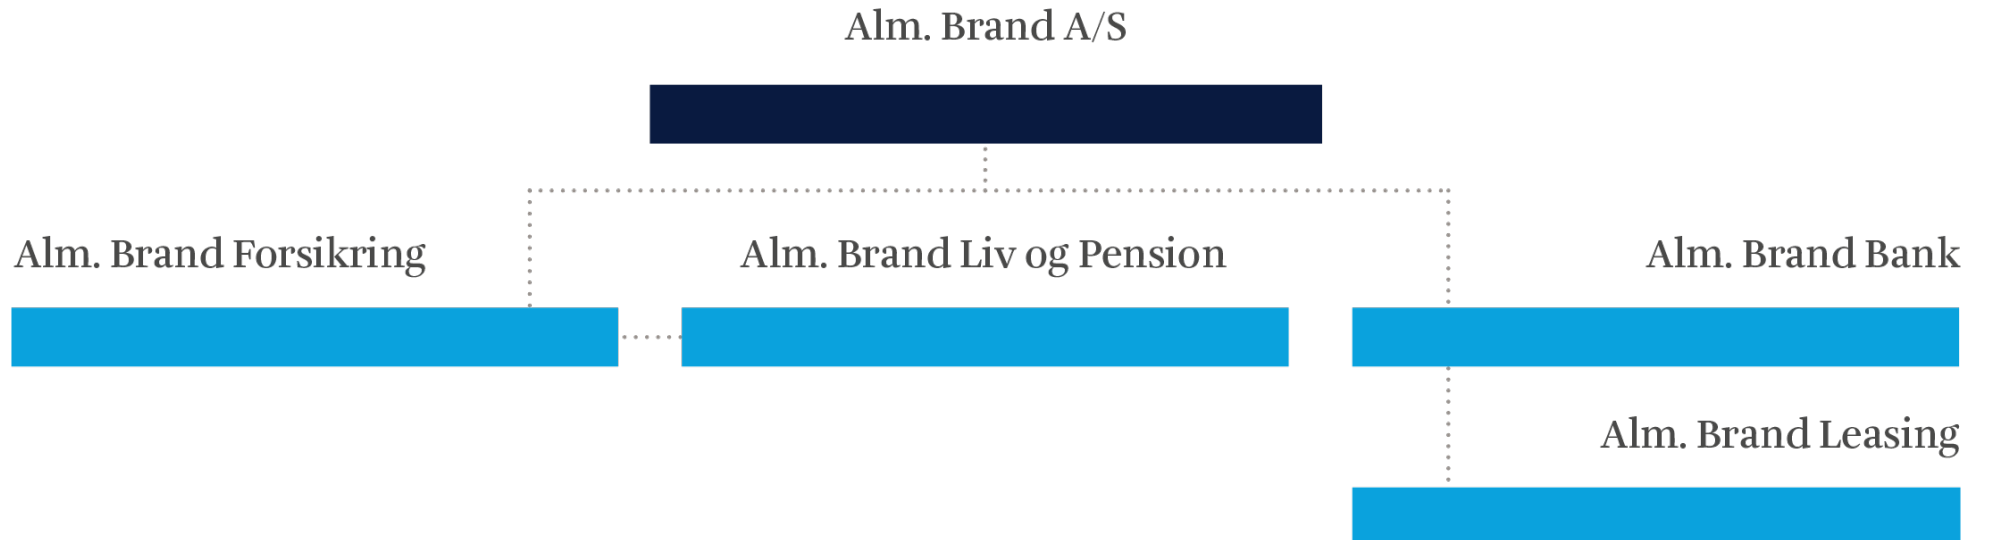 Alm. Brand A/S
Alm. Brand Forsikring
Alm. Brand Liv og Pension
Alm. Brand Bank
Alm. Brand Leasing